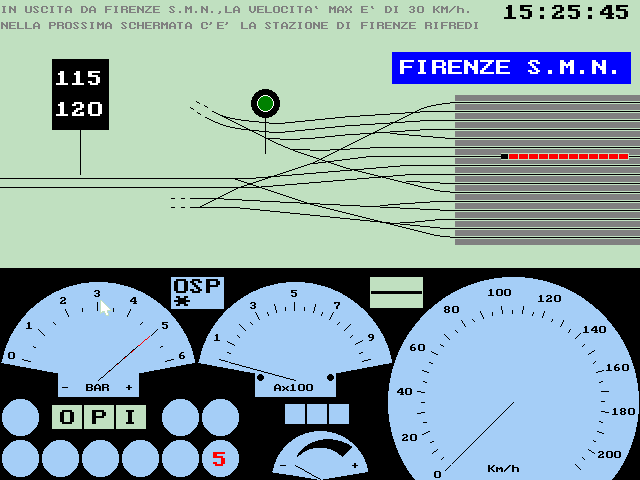 IN USCITA DA FIRENZE S.M.N.,LA VELOCITA' MAX E' DI 30 KM/h.
NELLA PROSSIMA SCHERMATA C'E' LA STAZIONE DI FIRENZE RIFREDI
15:25:45
FIRENZE S.M.N.
115
120
OSP
*
0 1 2 3 4 5 6
- BAR +
1 3 5 7 9
Ax100
0 20 40 60 80 100 120 140 160 180 200
Km/h
O P I
5
- +